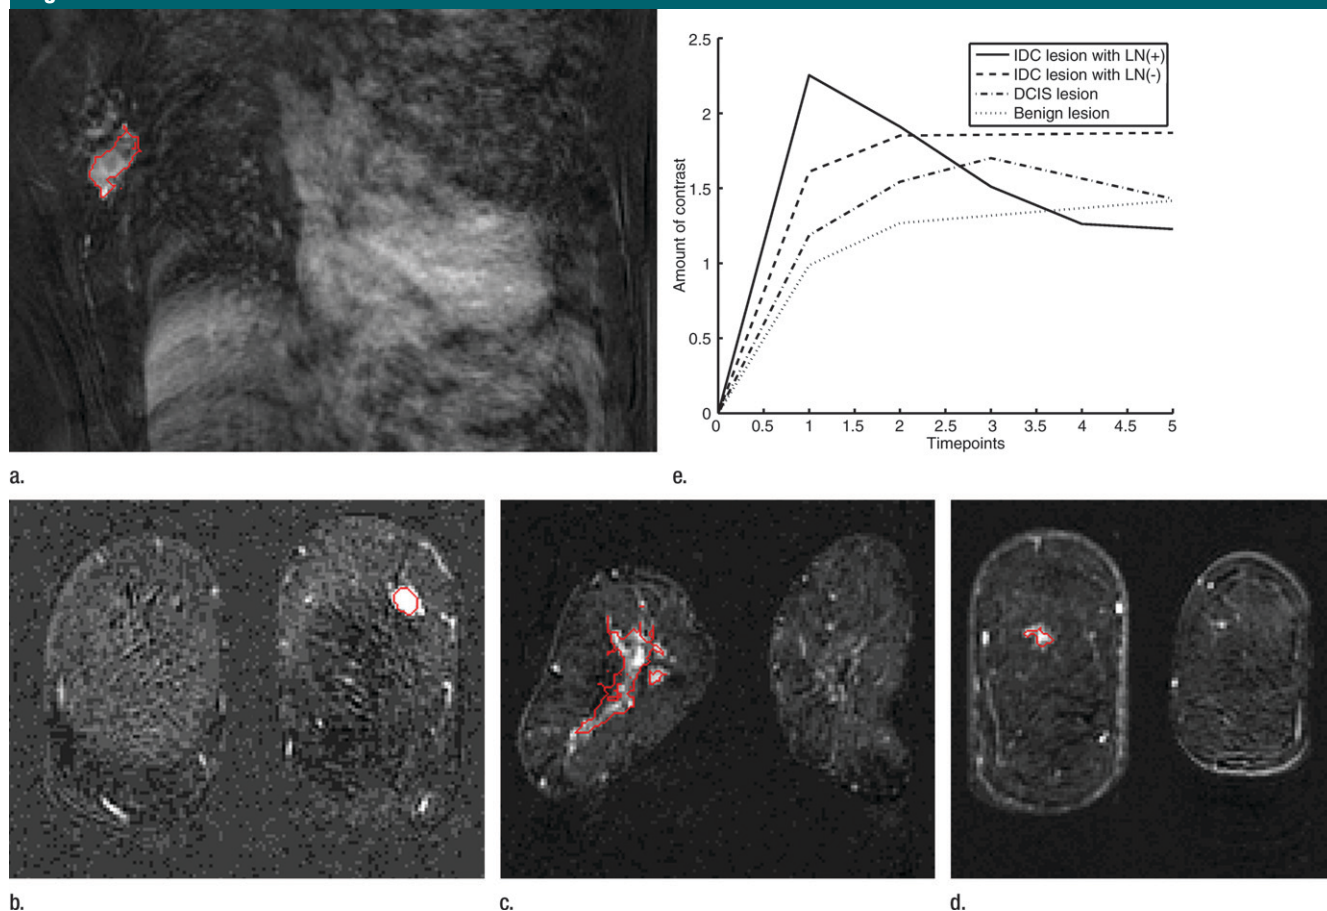 2.5
2
1.5
1
0.5
0
Amount of contrast
IDC lesion with LN(+)
IDC lesion with LN(-)
DCIS lesion
Benign lesion
0 0.5 1 1.5 2 2.5 3 3.5 4 4.5 5
Timepoints
a.
e.
b.
c.
d.